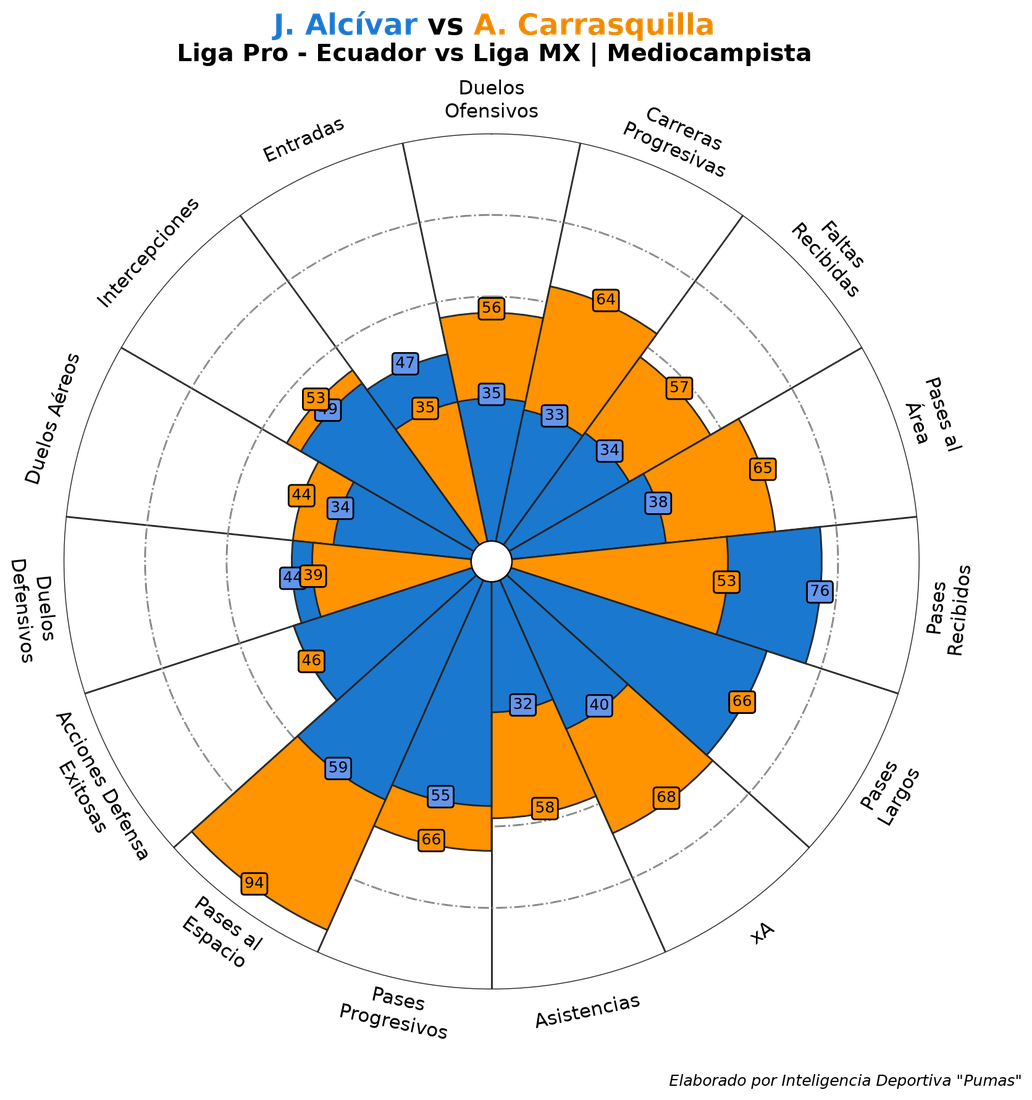 J. Alcívar vs A. Carrasquilla
Liga Pro - Ecuador vs Liga MX | Mediocampista
Duelos
Ofensivos
Carreras
Progresivas
Faltas
Recibidas
Pases al
Área
Pases
Recibidos
Pases
Largos
xA
Asistencias
Pases
Progresivos
Pases al
Espacio
Acciones Defensa
Exitosas
Duelos
Defensivos
Duelos Aéreos
Intercepciones
Entradas
56
35
64
33
57
34
65
38
53
76
66
68
40
58
32
66
55
94
59
46
44
39
44
34
53
47
35
Elaborado por Inteligencia Deportiva "Pumas"